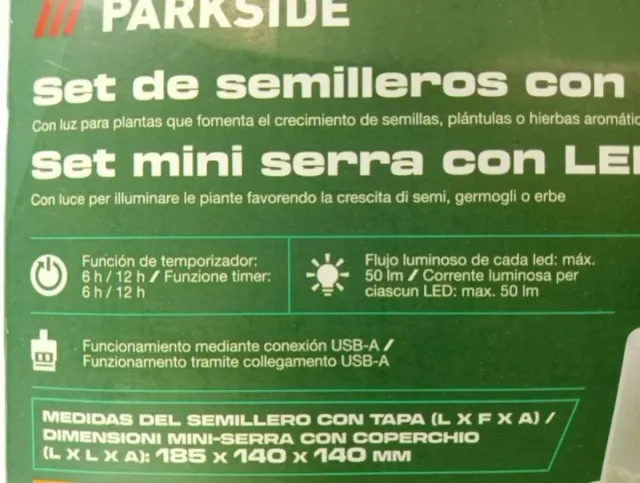 PARKSIDE
Set de semilleros con
Con luz para plantas que fomenta el crecimiento de semillas, plántulas o hierbas aromátic
Set mini serra con LE
Con luce per illuminare le piante favorendo la crescita di semi, germogli o erbe
Función de temporizador:
6 h / 12 h / Funzione timer:
6 h / 12 h
Flujo luminoso de cada led: máx.
50 lm / Corrente luminosa per
ciascun LED: max. 50 lm
Funcionamiento mediante conexión USB-A /
Funzionamento tramite collegamento USB-A
MEDIDAS DEL SEMILLERO CON TAPA (L X F X A) /
DIMENSIONI MINI-SERRA CON COPERCHIO
(L X L X A): 185 X 140 X 140 MM